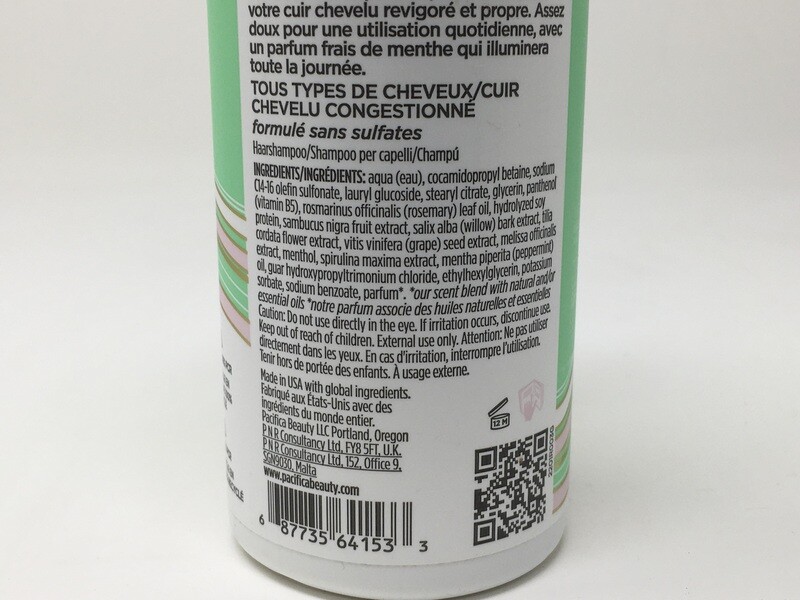 votre cuir chevelu revigoré et propre. Assez
doux pour une utilisation quotidienne, avec
un parfum frais de menthe qui illuminera
toute la journée.
TOUS TYPES DE CHEVEUX/CUIR
CHEVELU CONGESTIONNÉ
formulé sans sulfates
Haarshampoo/Shampoo per capelli/Champú
INGREDIENTS/INGRÉDIENTS: aqua (eau), cocamidopropyl betaine, sodium
C14-16 olefin sulfonate, lauryl glucoside, stearyl citrate, glycerin, panthenol
(vitamin B5), rosmarinus officinalis (rosemary) leaf oil, hydrolyzed soy
protein, sambucus nigra fruit extract, salix alba (willow) bark extract, tilia
cordata flower extract, vitis vinifera (grape) seed extract, melissa officinalis
extract, menthol, spirulina maxima extract, mentha piperita (peppermint)
oil, guar hydroxypropyltrimonium chloride, ethylhexylglycerin, potassium
sorbate, sodium benzoate, parfum*. *our scent blend with natural and/or
essential oils *notre parfum associe des huiles naturelles et essentielles
Caution: Do not use directly in the eye. If irritation occurs, discontinue use.
Keep out of reach of children. External use only. Attention: Ne pas utiliser
directement dans les yeux. En cas d'irritation, interrompre l'utilisation.
Tenir hors de portée des enfants. À usage externe.
Made in USA with global ingredients.
Fabriqué aux États-Unis avec des
ingrédients du monde entier.
Pacifica Beauty LLC Portland, Oregon
P N R Consultancy Ltd, FY8 5FT, U.K.
P N R Consultancy Ltd, 152, Office 9,
SGN9030, Malta
www.pacificabeauty.com
12 M
6 87735 64153 3